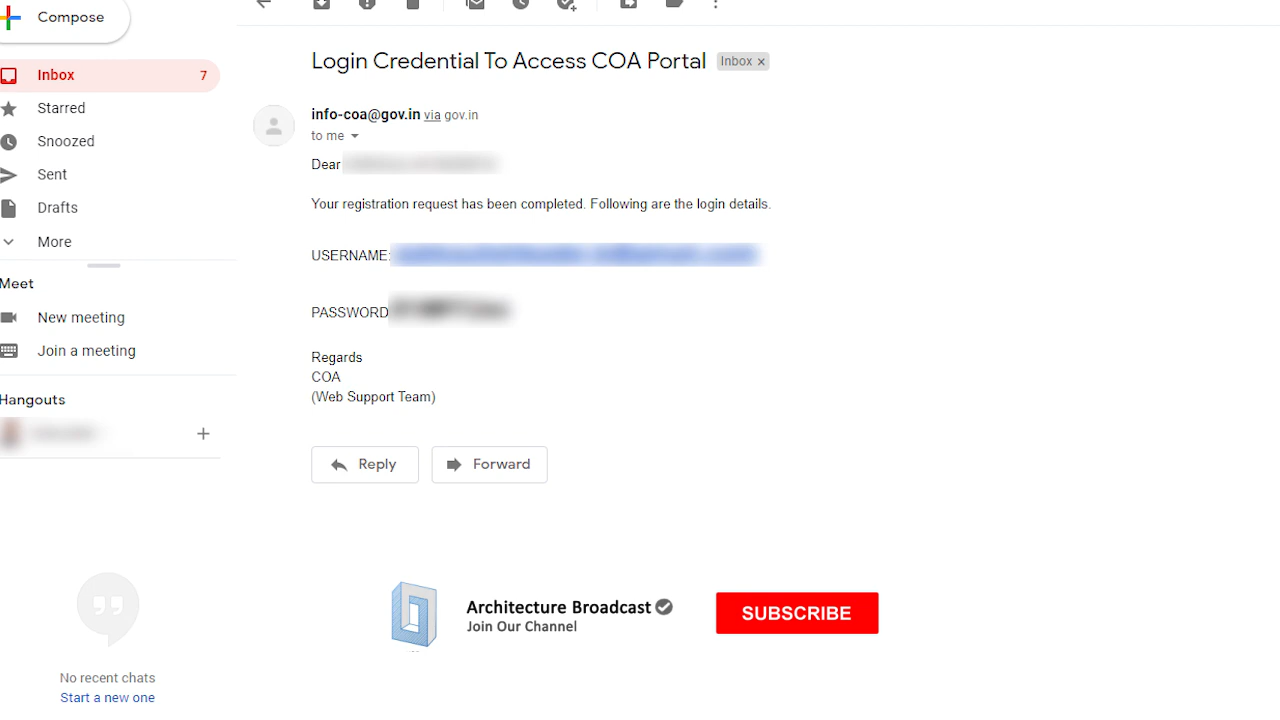 Compose
Inbox 7
Starred
Snoozed
Sent
Drafts
More
Meet
New meeting
Join a meeting
Hangouts
No recent chats
Start a new one
Login Credential To Access COA Portal Inbox x
info-coa@gov.in via gov.in
to me
Dear
Your registration request has been completed. Following are the login details.
USERNAME:
PASSWORD
Regards
COA
(Web Support Team)
Reply Forward
Architecture Broadcast
Join Our Channel
SUBSCRIBE